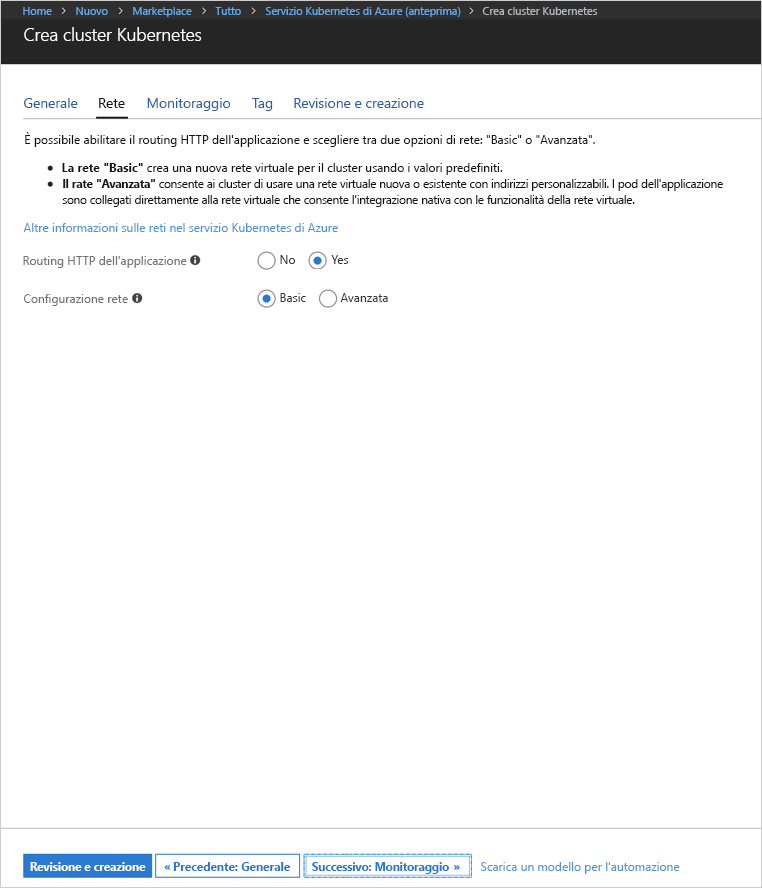 Home > Nuovo > Marketplace > Tutto > Servizio Kubernetes di Azure (anteprima) > Crea cluster Kubernetes
Crea cluster Kubernetes
Generale Rete Monitoraggio Tag Revisione e creazione
È possibile abilitare il routing HTTP dell'applicazione e scegliere tra due opzioni di rete: "Basic" o "Avanzata".
• La rete "Basic" crea una nuova rete virtuale per il cluster usando i valori predefiniti.
• Il rate "Avanzata" consente ai cluster di usare una rete virtuale nuova o esistente con indirizzi personalizzabili. I pod dell'applicazione
sono collegati direttamente alla rete virtuale che consente l'integrazione nativa con le funzionalità della rete virtuale.
Altre informazioni sulle reti nel servizio Kubernetes di Azure
Routing HTTP dell'applicazione No Yes
Configurazione rete Basic Avanzata
Revisione e creazione « Precedente: Generale Successivo: Monitoraggio » Scarica un modello per l'automazione